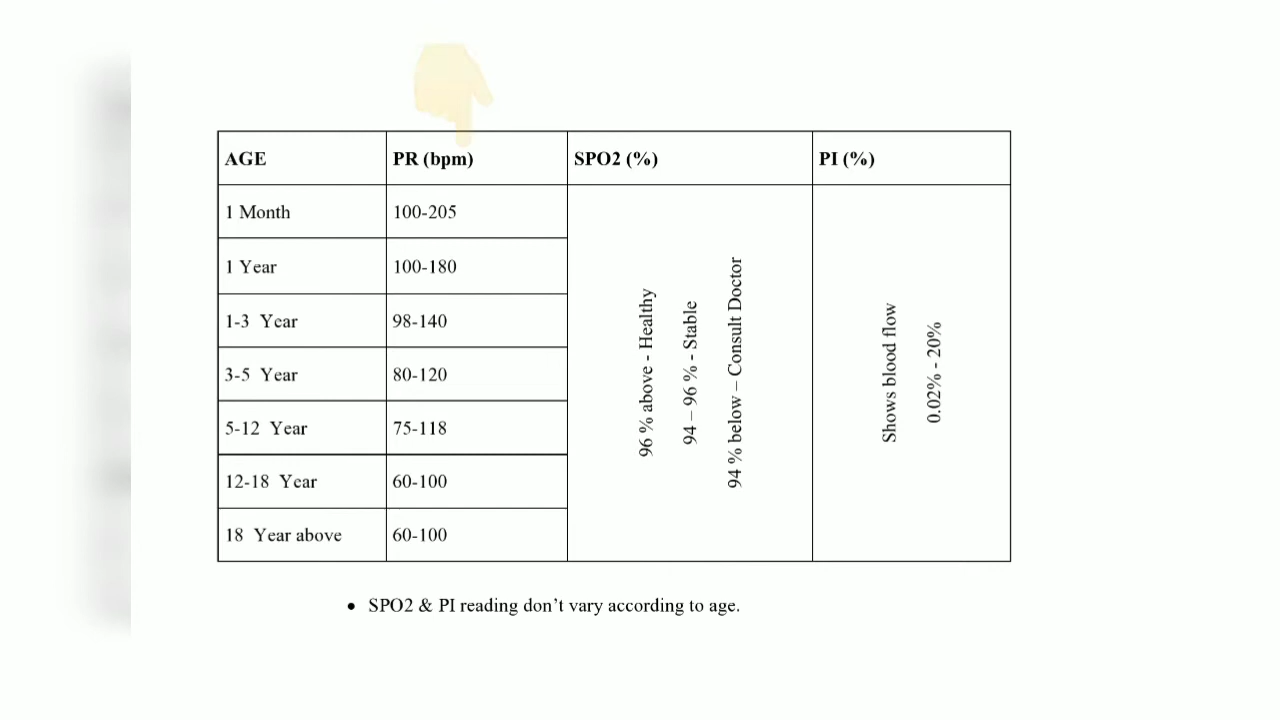 AGE PR (bpm) SPO2 (%) PI (%)
1 Month 100-205
1 Year 100-180
1-3 Year 98-140
3-5 Year 80-120
5-12 Year 75-118
12-18 Year 60-100
18 Year above 60-100
96 % above - Healthy
94 – 96 % - Stable
94 % below – Consult Doctor
Shows blood flow
0.02% - 20%
• SPO2 & PI reading don’t vary according to age.